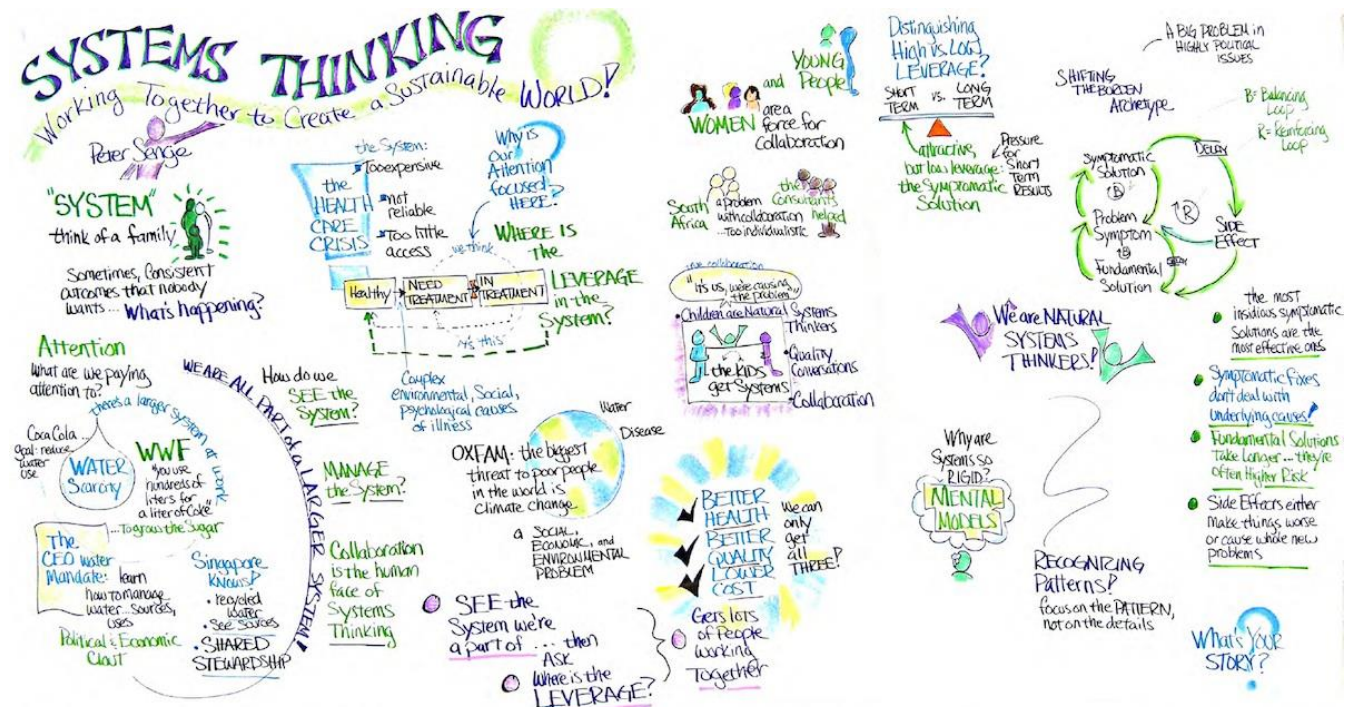 SYSTEMS THINKING
Working Together to Create a Sustainable WORLD!
Peter Senge
"SYSTEM"
think of a family
Sometimes, Consistent
outcomes that nobody
wants... What's happening?
the System:
Too expensive
not
reliable
Too little
access
the
HEALTH
CARE
CRISIS
Why is
our
Attention
focused
HERE?
we think
WHERE IS
the
LEVERAGE
in the
System?
Healthy
NEED
TREATMENT
IN
TREATMENT
it's this
Complex
environmental, Social,
psychological causes
of illness
Attention
What are we paying
attention to?
there's a larger system at work
Coca Cola...
goal: reduce
water
use
WATER
Scarcity
WWF
"you use
hundreds of
liters for
a liter of Coke"
...to grow the Sugar
The
CEO water
Mandate: learn
how to manage
water... sources,
uses
Political & Economic
Clout
Singapore
KNOWS!
• recycled
water
• See Sources
• SHARED
STEWARDSHIP
WE ARE ALL PART of a LARGER SYSTEM!
How do we
SEE the
System?
MANAGE
the System?
Collaboration
is the human
face of
Systems
Thinking
OXFAM: the biggest
threat to poor people
in the world is
climate change
Water
Disease
a SOCIAL,
ECONOMIC, and
ENVIRONMENTAL
PROBLEM
SEE the
System we're
a part of ... then
ASK
Where is the
LEVERAGE?
WOMEN
and YOUNG
People
are a
force for
Collaboration
South
Africa
a problem
with collaboration
...too individualistic
the
Consultants
helped
true collaboration
"It's us, we're causing
the problem"
• Children are Natural Systems
Thinkers
the KIDS
get Systems
• Quality
Conversations
• Collaboration
BETTER
HEALTH
BETTER
QUALITY
LOWER
COST
we can
only
get
all
THREE!
Gets lots
of People
working
Together
Distinguishing
High vs. LOW
LEVERAGE?
SHORT
TERM
vs.
LONG
TERM
attractive,
but low leverage:
the Symptomatic
Solution
Pressure
for
Short
Term
RESULTS
A BIG PROBLEM in
HIGHLY POLITICAL
ISSUES
SHIFTING
THE BURDEN
Archetype
B = Balancing
Loop
R = Reinforcing
Loop
Symptomatic
Solution
B
DELAY
R
Problem
Symptom
B
DELAY
Fundamental
Solution
SIDE
EFFECT
We are NATURAL
SYSTEMS
THINKERS!
the most
insidious symptomatic
solutions are the
most effective ones
Symptomatic fixes
don't deal with
underlying causes!
Fundamental Solutions
Take longer... they're
often Higher Risk
Side Effects either
make things worse
or cause whole new
problems
Why are
Systems so
RIGID?
MENTAL
MODELS
RECOGNIZING
Patterns!
focus on the PATTERN,
not on the details
What's Your
STORY?